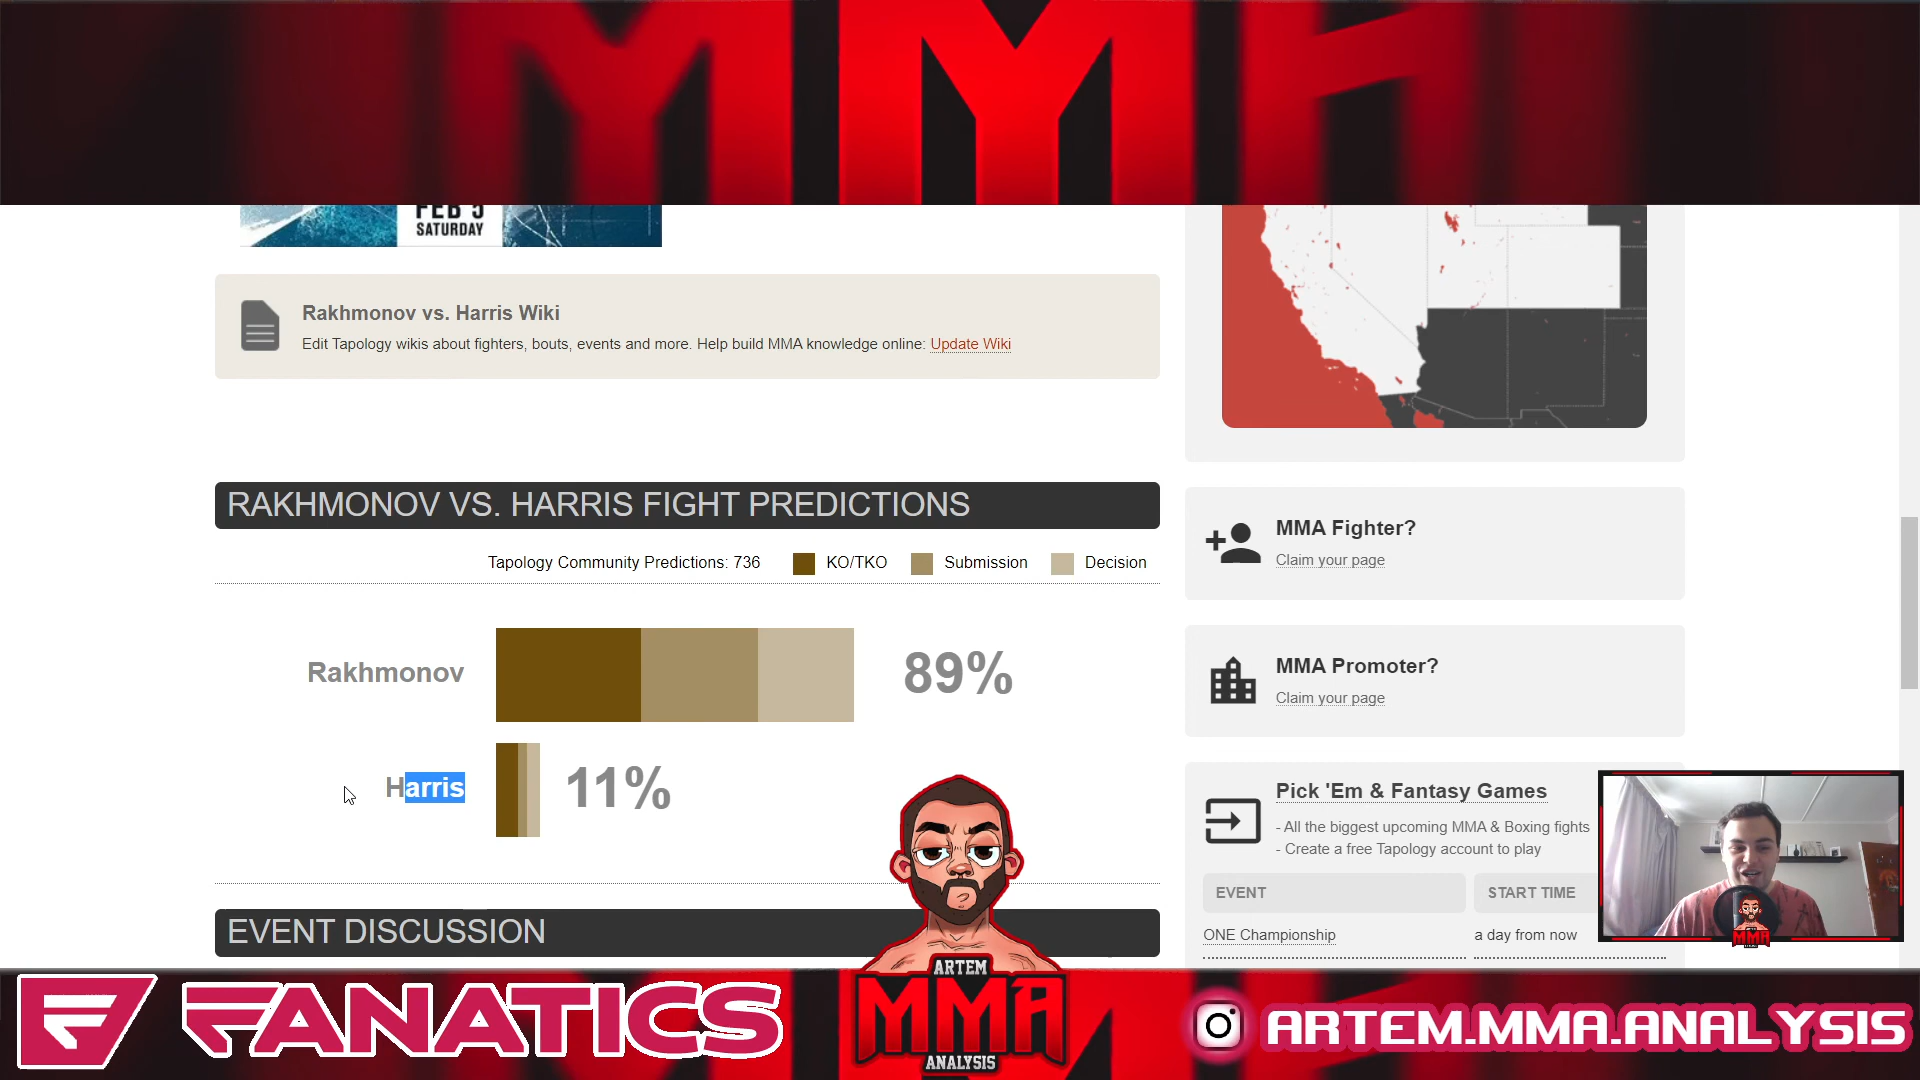 MMA
FEB 5
SATURDAY
Rakhmonov vs. Harris Wiki
Edit Tapology wikis about fighters, bouts, events and more. Help build MMA knowledge online: Update Wiki
RAKHMONOV VS. HARRIS FIGHT PREDICTIONS
Tapology Community Predictions: 736 KO/TKO Submission Decision
Rakhmonov 89%
Harris 11%
EVENT DISCUSSION
MMA Fighter?
Claim your page
MMA Promoter?
Claim your page
Pick 'Em & Fantasy Games
- All the biggest upcoming MMA & Boxing fights
- Create a free Tapology account to play
EVENT START TIME
ONE Championship a day from now
MMA
FANATICS
ARTEM
MMA
ANALYSIS
ARTEM.MMA.ANALYSIS